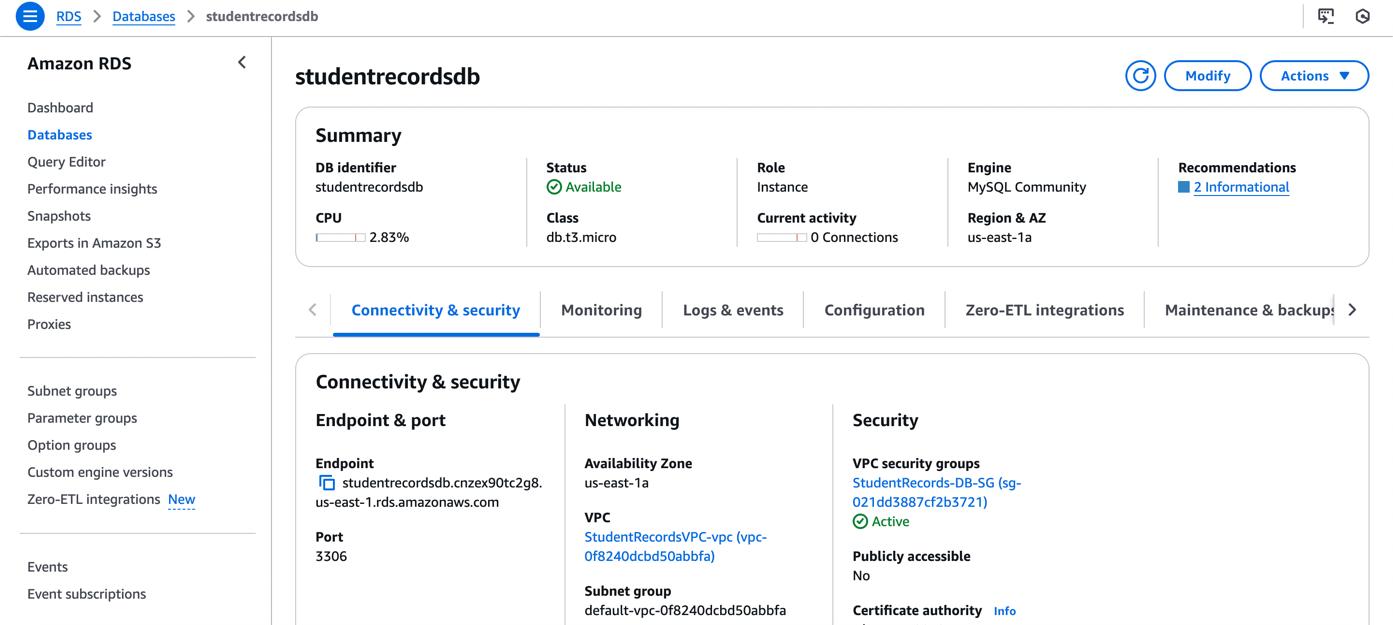 RDS > Databases > studentrecordsdb
Amazon RDS
Dashboard
Databases
Query Editor
Performance insights
Snapshots
Exports in Amazon S3
Automated backups
Reserved instances
Proxies
Subnet groups
Parameter groups
Option groups
Custom engine versions
Zero-ETL integrations New
Events
Event subscriptions
studentrecordsdb
Modify
Actions
Summary
DB identifier
studentrecordsdb
Status
Available
Role
Instance
Engine
MySQL Community
Recommendations
2 Informational
CPU
2.83%
Class
db.t3.micro
Current activity
0 Connections
Region & AZ
us-east-1a
Connectivity & security
Monitoring
Logs & events
Configuration
Zero-ETL integrations
Maintenance & backups
Connectivity & security
Endpoint & port
Endpoint
studentrecordsdb.cnzex90tc2g8.
us-east-1.rds.amazonaws.com
Port
3306
Networking
Availability Zone
us-east-1a
VPC
StudentRecordsVPC-vpc (vpc-
0f8240dcbd50abbfa)
Subnet group
default-vpc-0f8240dcbd50abbfa
Security
VPC security groups
StudentRecords-DB-SG (sg-
021dd3887cf2b3721)
Active
Publicly accessible
No
Certificate authority Info